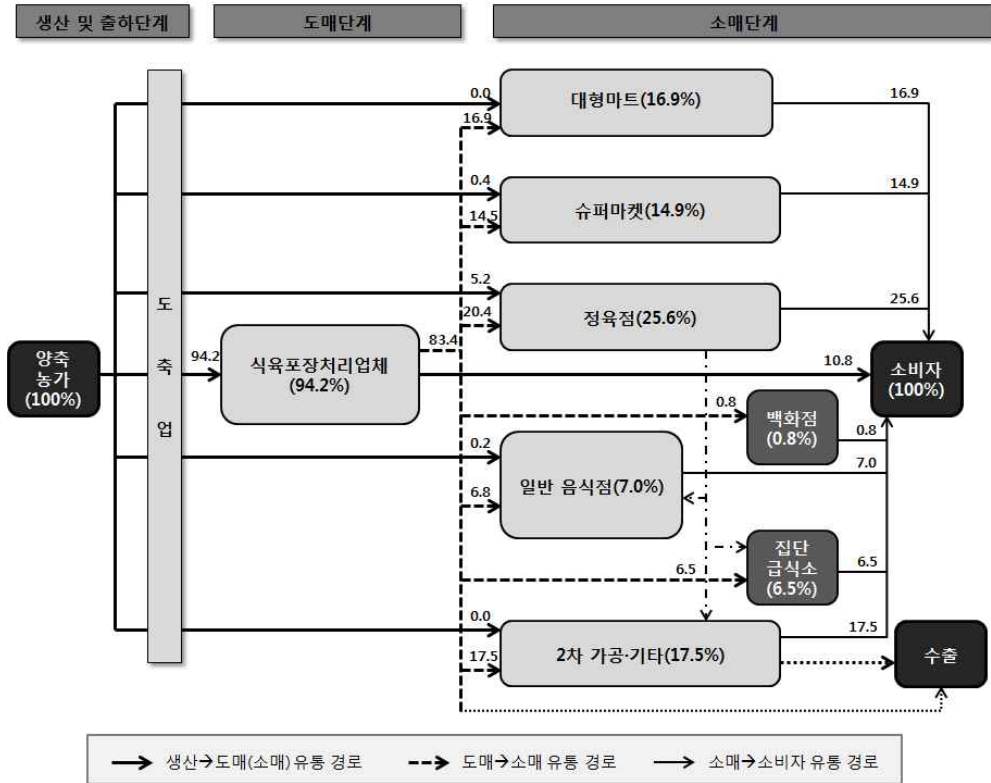 생산 및 출하단계
도매단계
소매단계
0.0
대형마트(16.9%)
16.9
16.9
0.4
슈퍼마켓(14.9%)
14.9
14.5
5.2
정육점(25.6%)
25.6
20.4
도
축
업
양축
농가
(100%)
94.2
식육포장처리업체
(94.2%)
83.4
10.8
소비자
(100%)
0.8
백화점
(0.8%)
0.8
0.2
일반 음식점(7.0%)
7.0
6.8
6.5
집단
급식소
(6.5%)
6.5
0.0
2차 가공·기타(17.5%)
17.5
17.5
수출
생산→도매(소매) 유통 경로
도매→소매 유통 경로
소매→소비자 유통 경로